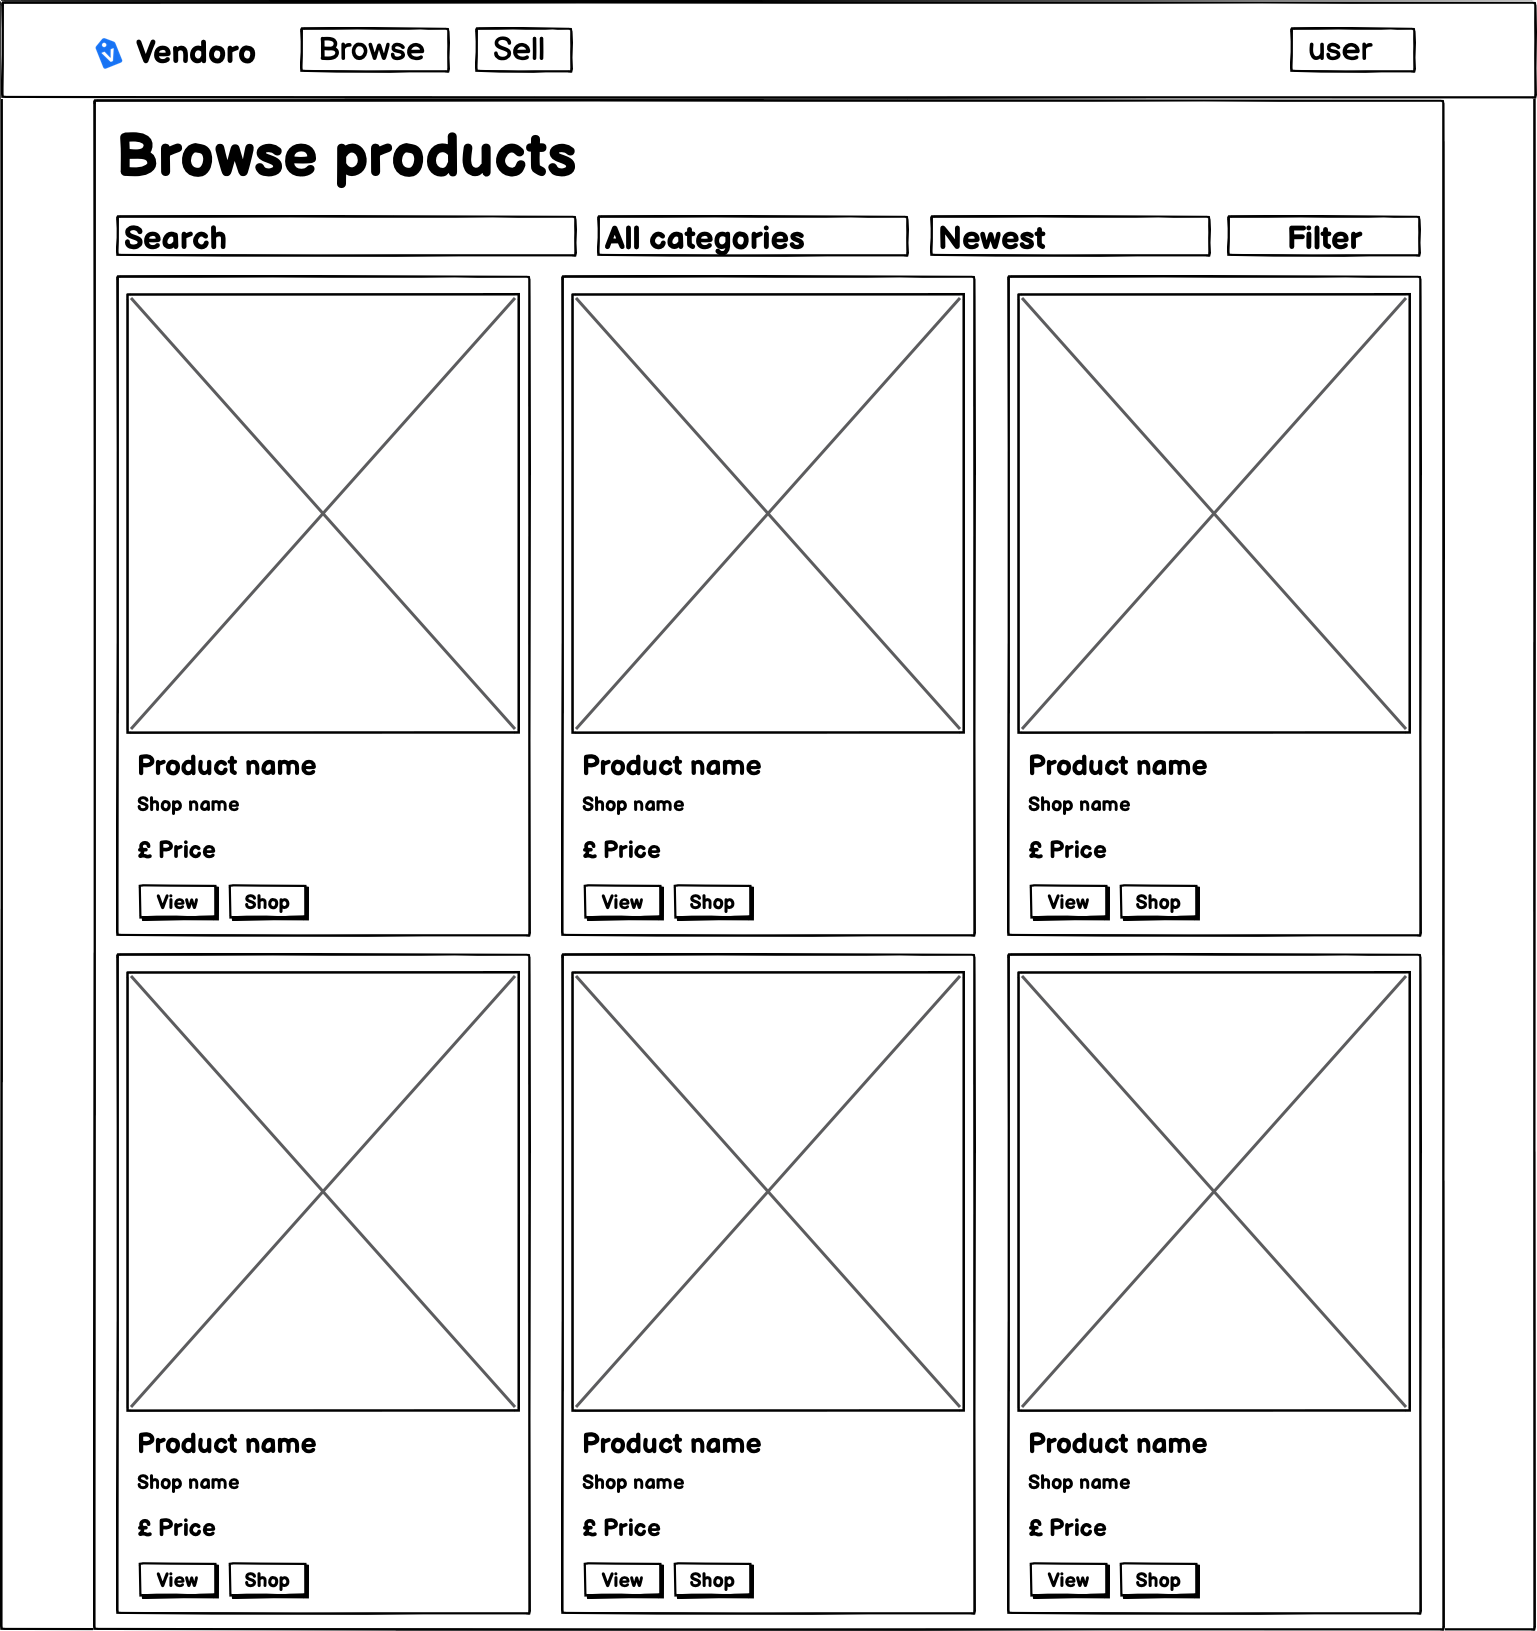 Vendoro Browse Sell user
Browse products
Search All categories Newest Filter
Product name Product name Product name
Shop name Shop name Shop name
£ Price £ Price £ Price
View Shop View Shop View Shop
Product name Product name Product name
Shop name Shop name Shop name
£ Price £ Price £ Price
View Shop View Shop View Shop